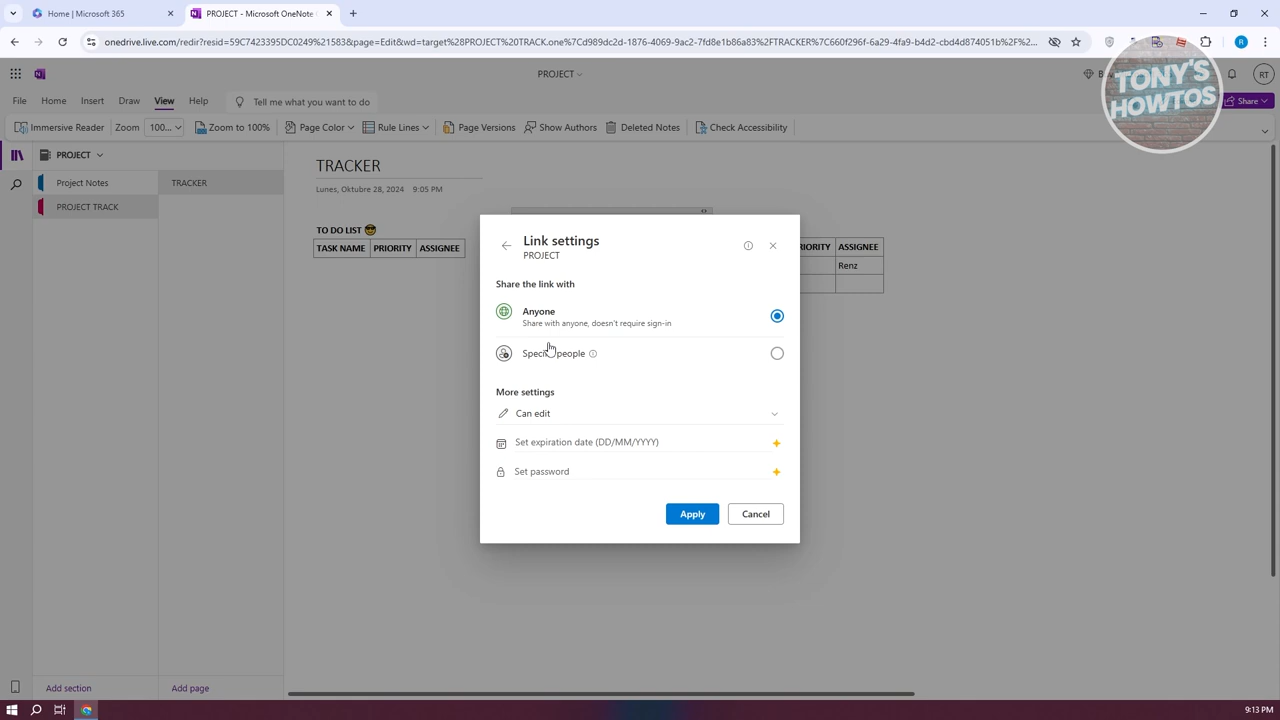 Home | Microsoft 365
PROJECT - Microsoft OneNote
onedrive.live.com/redir?resid=59C7423395DC0249%21583&page=Edit&wd=target%28PROJECT%20TRACK.one%7Cd989dc2d-1876-4069-9ac2-7fd8e1b86a83%2FTRACKER%7C660f296f-6a29-4fa9-b4d2-cbd4d874051b%2F%2...
R
PROJECT
RT
TONY'S
HOWTOS
File Home Insert Draw View Help Tell me what you want to do
Share
Immersive Reader Zoom 100... Zoom to 100% Page Color Rule Lines Page Versions Show Authors Deleted Notes Check Accessibility
PROJECT
Project Notes
PROJECT TRACK
TRACKER
TRACKER
Lunes, Oktubre 28, 2024 9:05 PM
TO DO LIST 😎
TASK NAME PRIORITY ASSIGNEE
ASSIGNEE
Renz
Link settings
PROJECT
Share the link with
Anyone
Share with anyone, doesn't require sign-in
Specific people
More settings
Can edit
Set expiration date (DD/MM/YYYY)
Set password
Apply Cancel
Add section Add page
9:13 PM